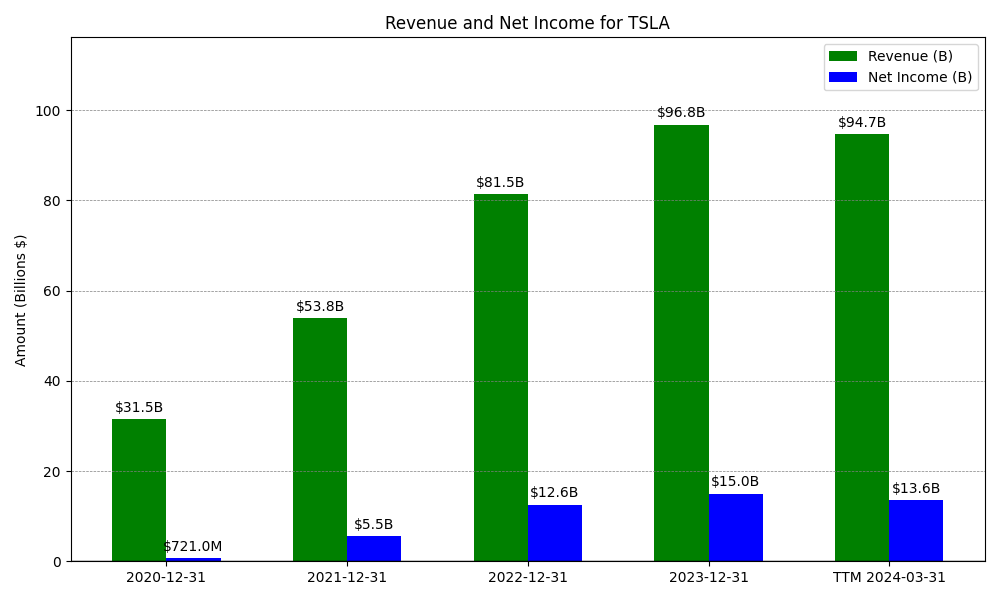 Revenue and Net Income for TSLA
Revenue (B)
Net Income (B)
Amount (Billions $)
100
80
60
40
20
0
$31.5B
$721.0M
$53.8B
$5.5B
$81.5B
$12.6B
$96.8B
$15.0B
$94.7B
$13.6B
2020-12-31
2021-12-31
2022-12-31
2023-12-31
TTM 2024-03-31